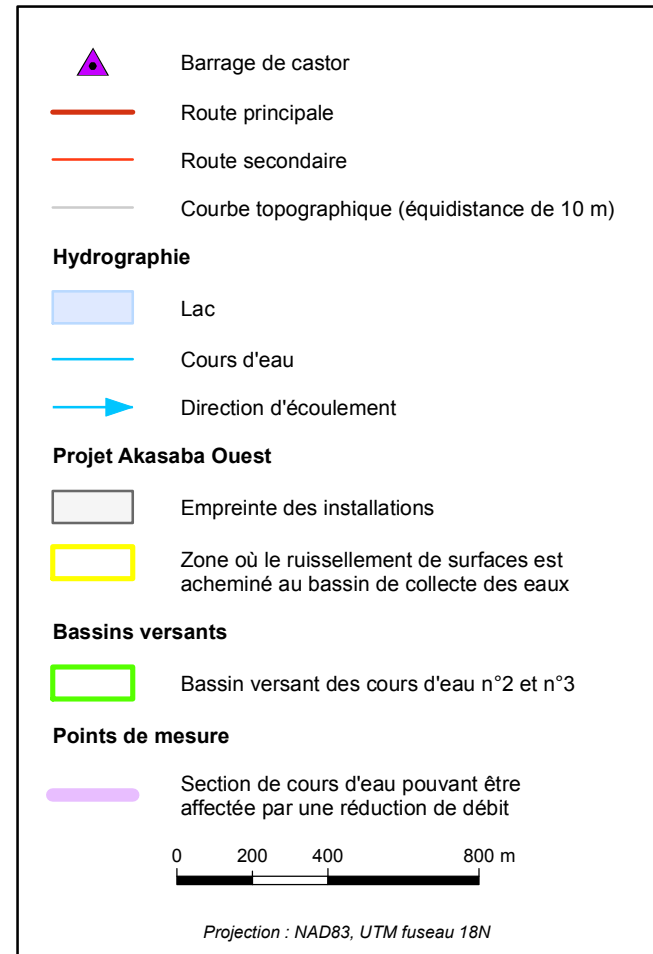 Barrage de castor
Route principale
Route secondaire
Courbe topographique (équidistance de 10 m)
Hydrographie
Lac
Cours d'eau
Direction d'écoulement
Projet Akasaba Ouest
Empreinte des installations
Zone où le ruissellement de surfaces est
acheminé au bassin de collecte des eaux
Bassins versants
Bassin versant des cours d'eau n°2 et n°3
Points de mesure
Section de cours d'eau pouvant être
affectée par une réduction de débit
0 200 400 800 m
Projection : NAD83, UTM fuseau 18N